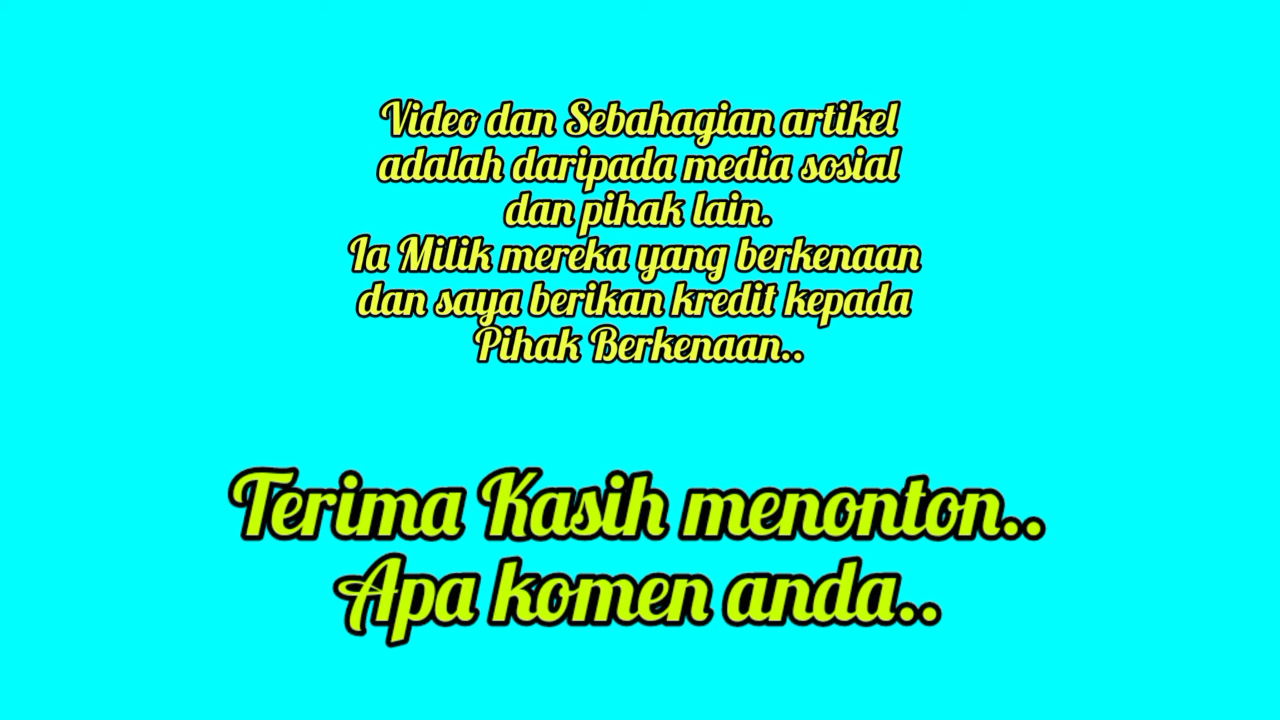 Video dan Sebahagian artikel
adalah daripada media sosial
dan pihak lain.
Ia Milik mereka yang berkenaan
dan saya berikan kredit kepada
Pihak Berkenaan..
Terima Kasih menonton..
Apa komen anda..